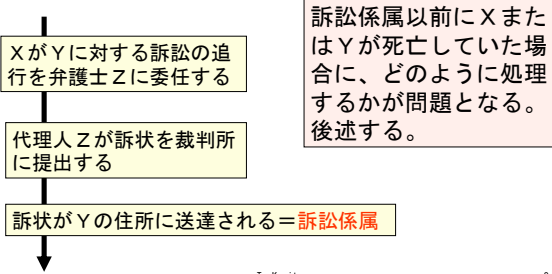 訴訟係属以前にＸまた
はＹが死亡していた場
合に、どのように処理
するかが問題となる。
後述する。
ＸがＹに対する訴訟の追
行を弁護士Ｚに委任する
代理人Ｚが訴状を裁判所
に提出する
訴状がＹの住所に送達される＝訴訟係属